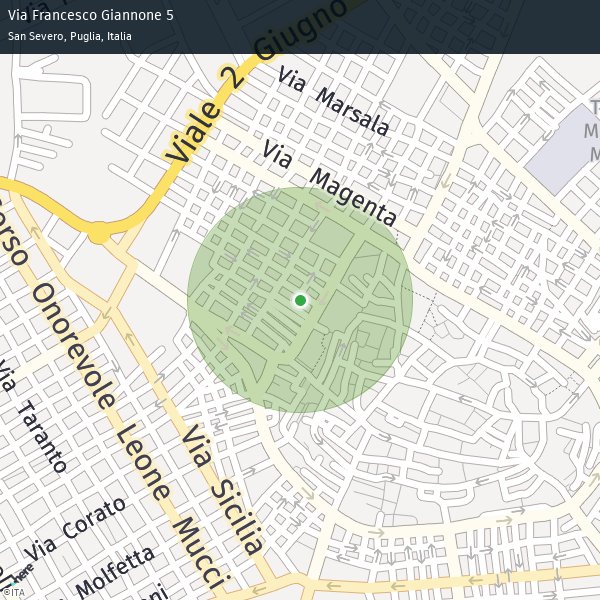 Via Francesco Giannone 5
San Severo, Puglia, Italia
Viale 2 Giugno
Via Marsala
Via Magenta
Corso Onorevole Leone Mucci
Via Taranto
Via Sicilia
Via Corato
Molfetta
here
©ITA